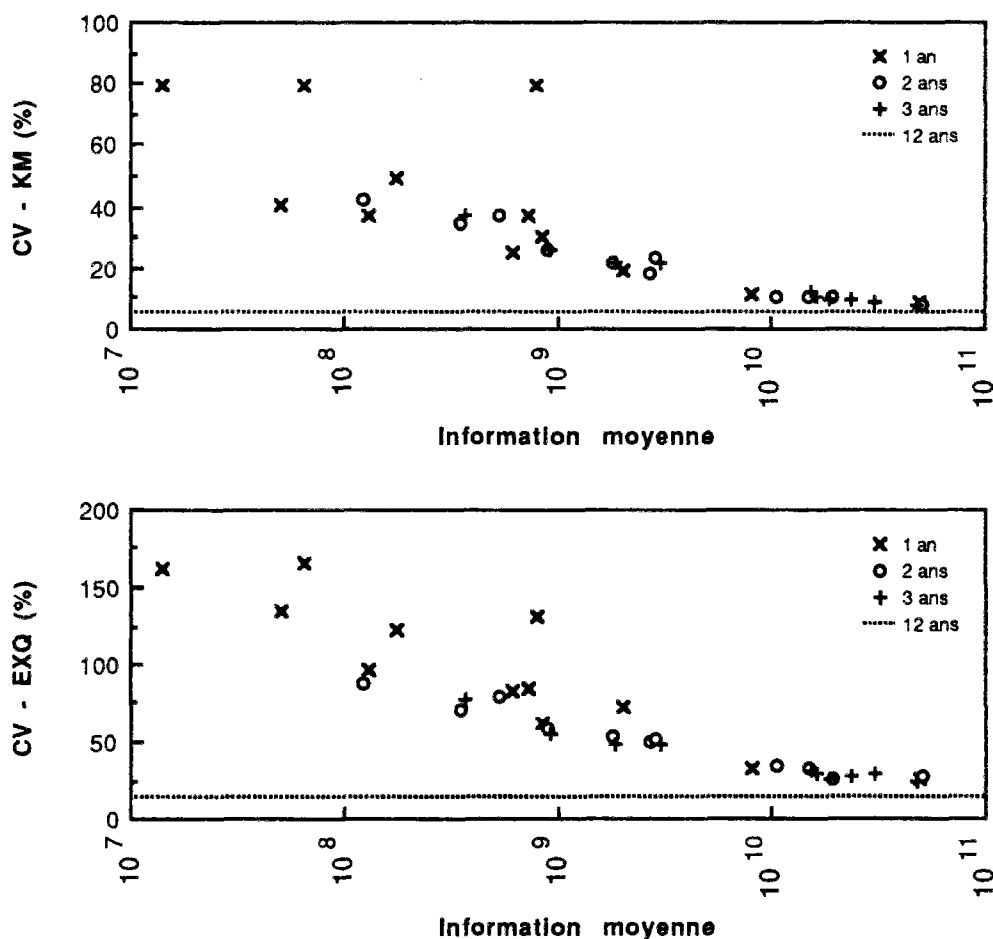 CV - KM (%)
100
80
60
40
20
0
1 an
2 ans
3 ans
12 ans
10 7
10 8
10 9
10 10
10 11
Information moyenne
CV - EXQ (%)
200
150
100
50
0
1 an
2 ans
3 ans
12 ans
10 7
10 8
10 9
10 10
10 11
Information moyenne